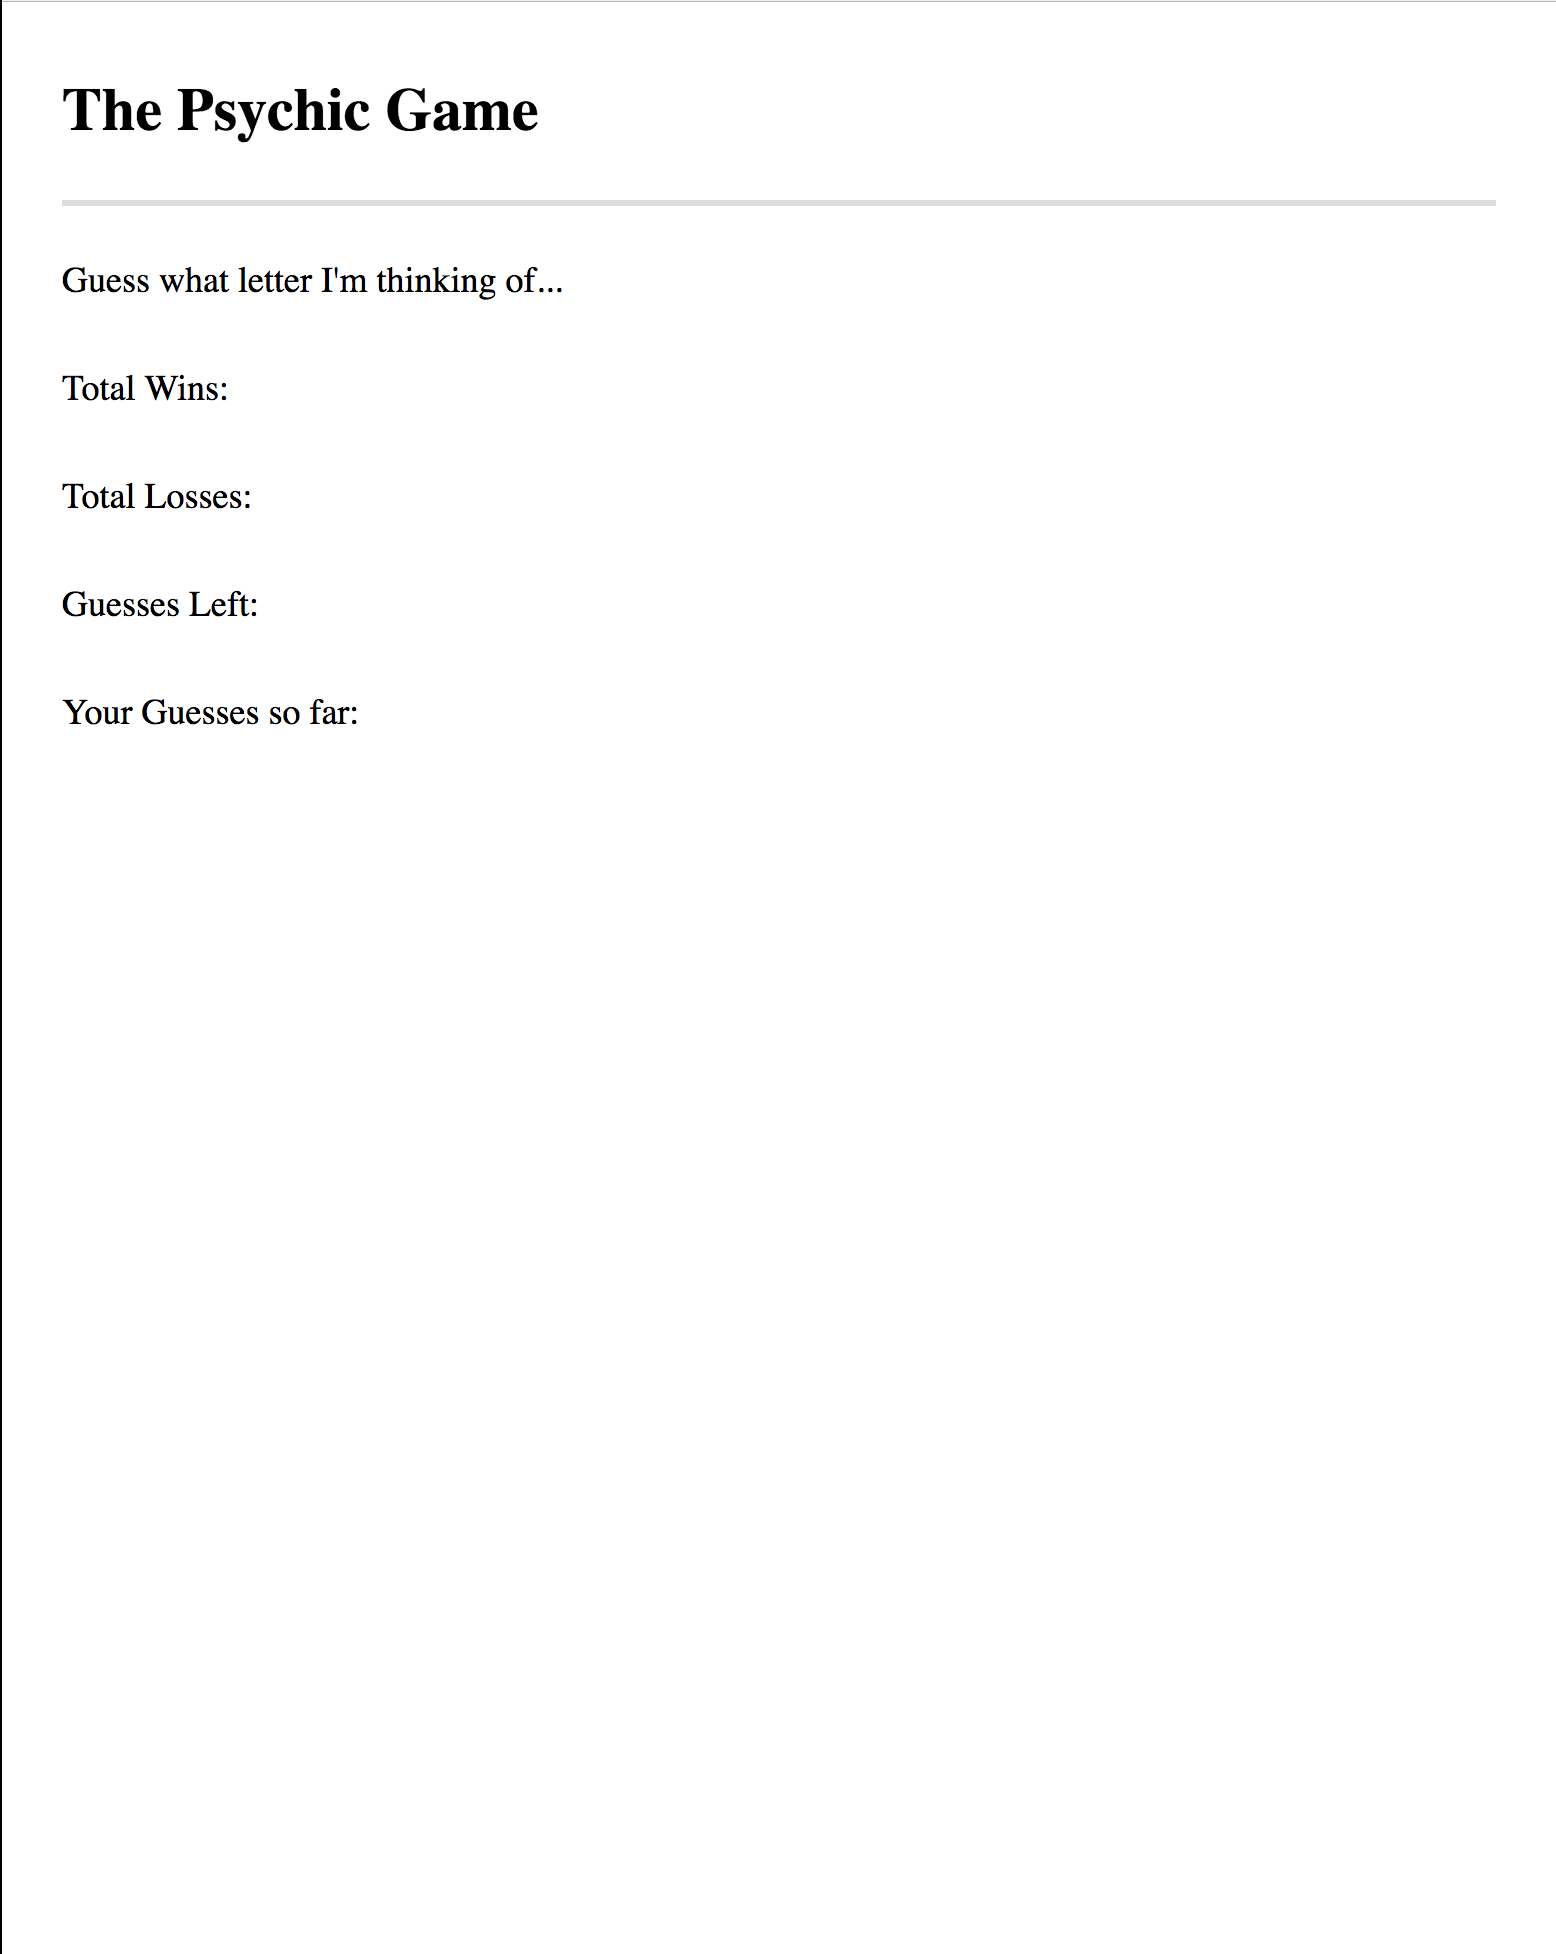 The Psychic Game
Guess what letter I'm thinking of...
Total Wins:
Total Losses:
Guesses Left:
Your Guesses so far: